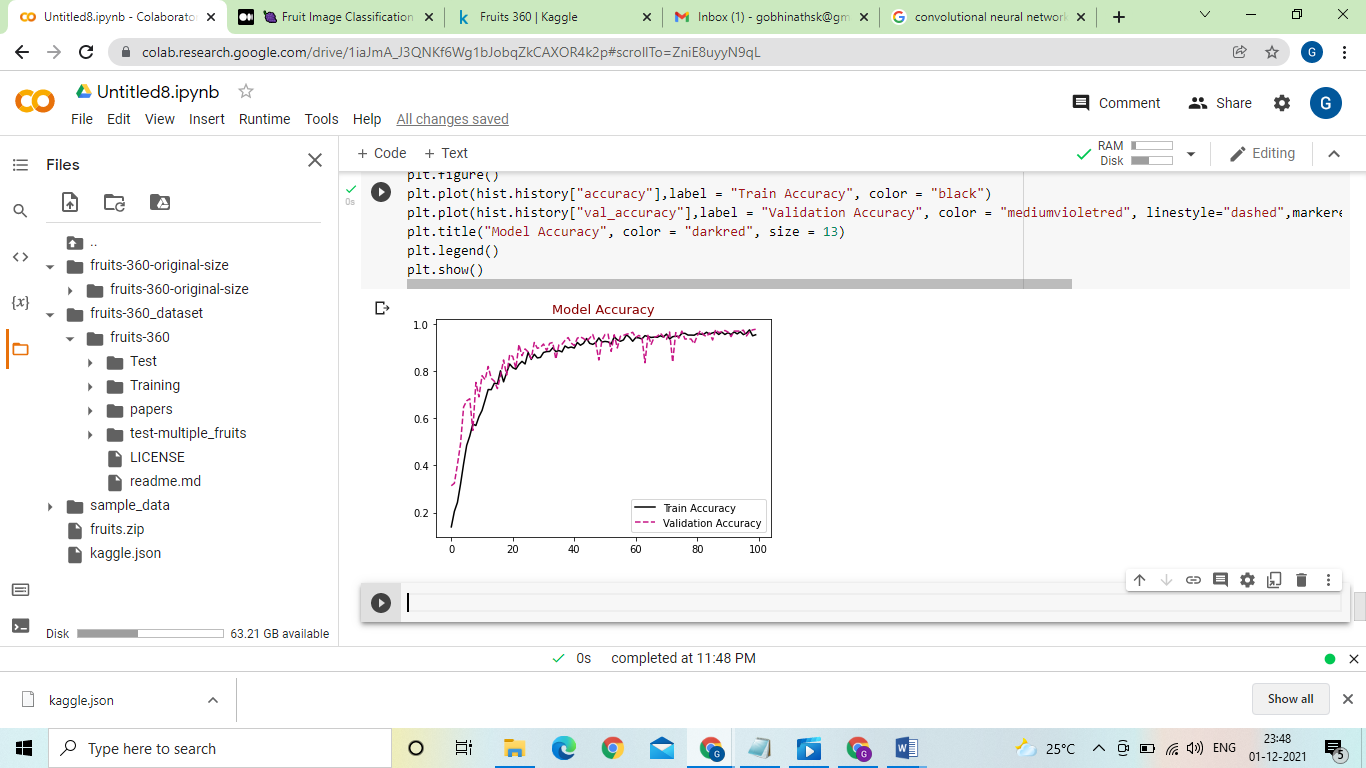 Untitled8.ipynb - Colaborato
Fruit Image Classification
Fruits 360 | Kaggle
Inbox (1) - gobhinathsk@gm
convolutional neural network
colab.research.google.com/drive/1iaJmA_J3QNKf6Wg1bJobqZkCAXOR4k2p#scrollTo=ZniE8uyyN9qL
G
Untitled8.ipynb
File Edit View Insert Runtime Tools Help All changes saved
Comment
Share
G
Files
+ Code + Text
RAM
Disk
Editing
..
fruits-360-original-size
fruits-360-original-size
fruits-360_dataset
fruits-360
Test
Training
papers
test-multiple_fruits
LICENSE
readme.md
sample_data
fruits.zip
kaggle.json
Disk 63.21 GB available
{x}
0s
plt.figure()
plt.plot(hist.history["accuracy"],label = "Train Accuracy", color = "black")
plt.plot(hist.history["val_accuracy"],label = "Validation Accuracy", color = "mediumvioletred", linestyle="dashed",markere
plt.title("Model Accuracy", color = "darkred", size = 13)
plt.legend()
plt.show()
Model Accuracy
1.0
0.8
0.6
0.4
0.2
Train Accuracy
Validation Accuracy
0 20 40 60 80 100
0s completed at 11:48 PM
kaggle.json
Show all
Type here to search
G
G
25°C
ENG
23:48
01-12-2021
5